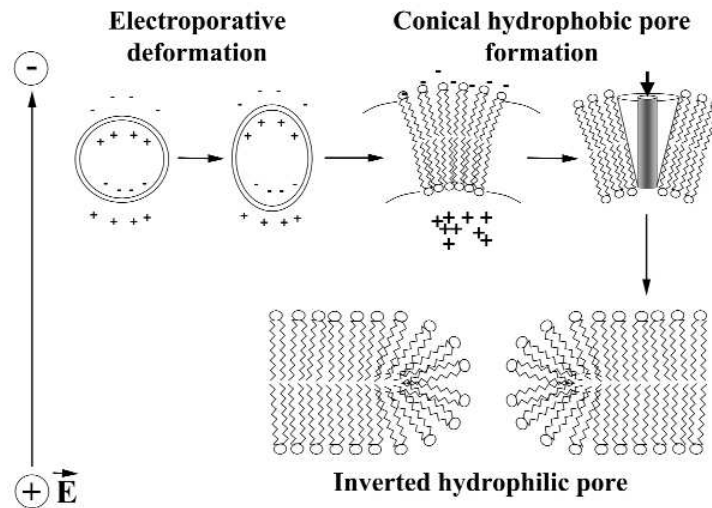 Electroporative
deformation
Conical hydrophobic pore
formation
E
Inverted hydrophilic pore